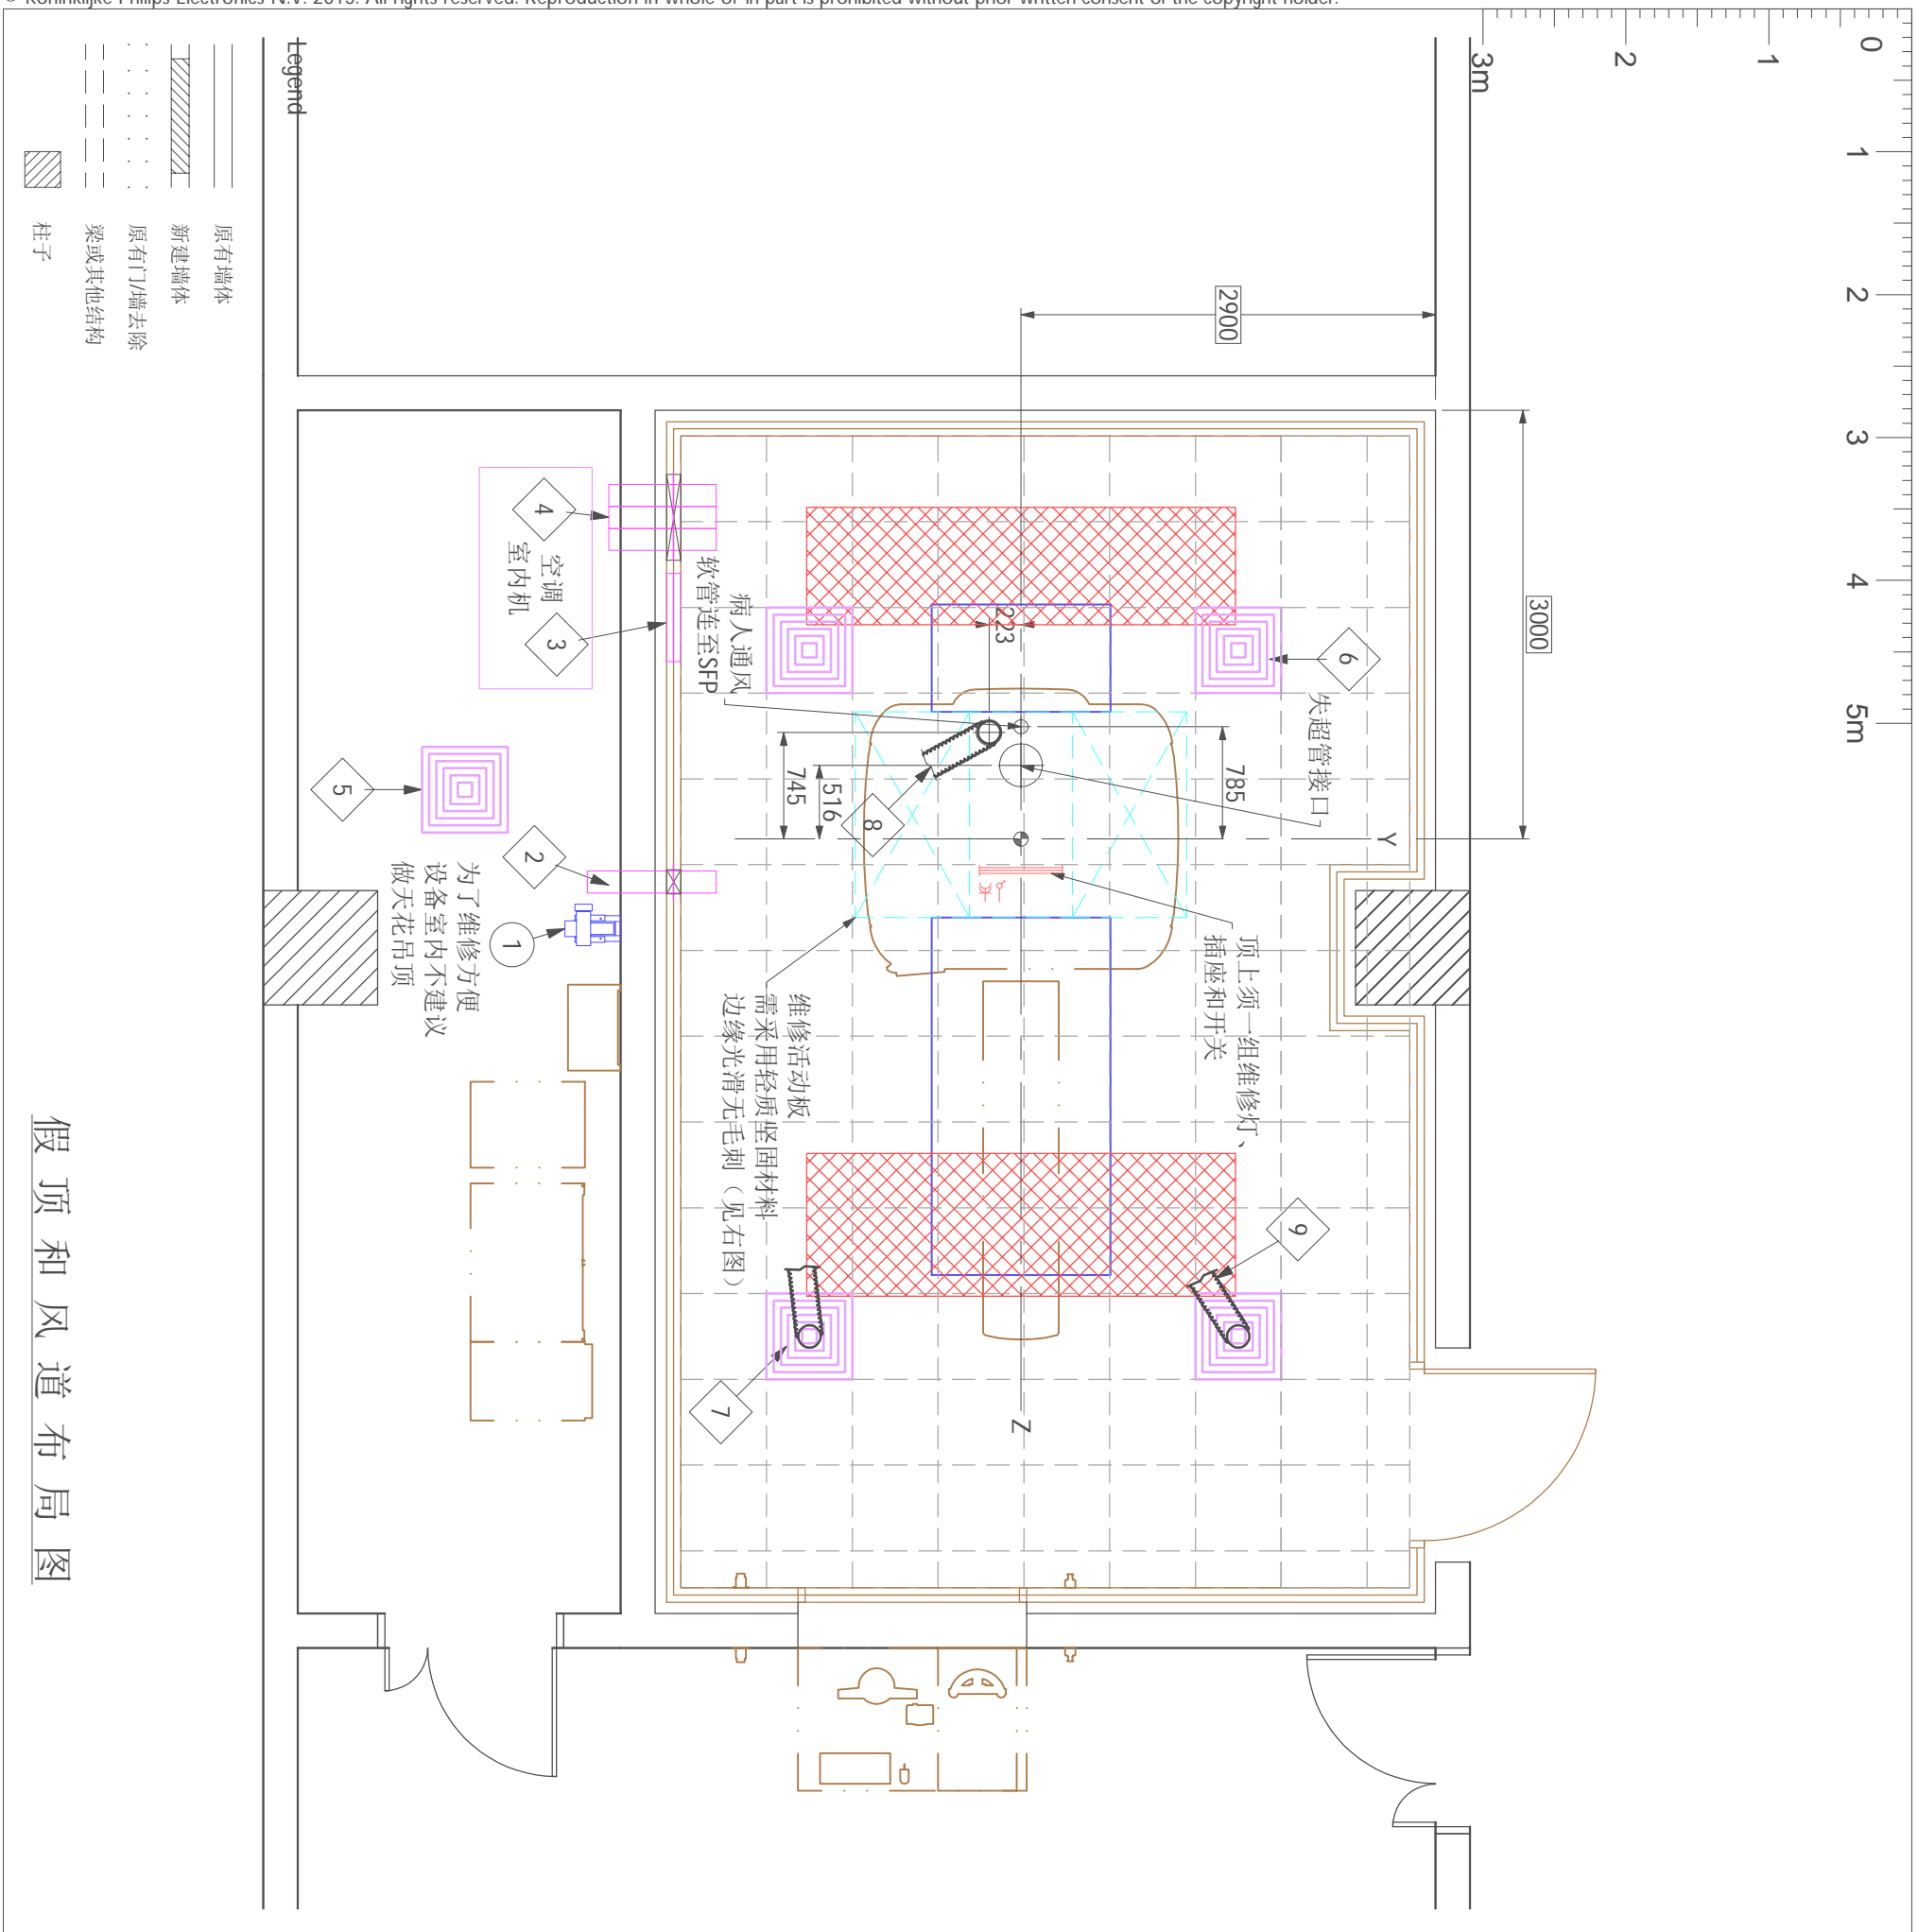 © Koninklijke Philips Electronics N.V. 2013. All rights reserved. Reproduction in whole or in part is prohibited without prior written consent of the copyright holder.
0
1
2
3m
1
2
3
4
5m
2900
3000
6
失超管接口
785
Y
223
病人通风
软管连至SFP
4
空调
室内机
3
745
516
8
5
2
1
为了维修方便
设备室内不建议
做天花吊顶
顶上须一组维修灯、
插座和开关
维修活动板
需采用轻质坚固材料
边缘光滑无毛刺（见右图）
9
7
Z
Legend
原有墙体
新建墙体
原有门/墙去除
梁或其他结构
柱子
假顶和风道布局图